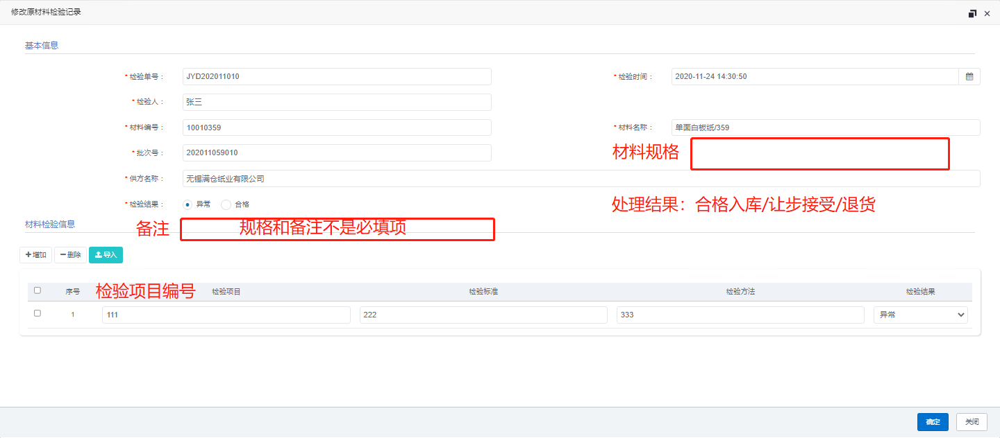 修改原材料检验记录
基本信息
* 检验单号： JYD202011010 * 检验时间： 2020-11-24 14:30:50
* 检验人： 张三
* 材料编号： 10010359 * 材料名称： 单面白板纸/359
* 批次号： 202011059010 材料规格
* 供方名称： 无锡满仓纸业有限公司
* 检验结果： 异常 合格 处理结果：合格入库/让步接受/退货
材料检验信息 备注 规格和备注不是必填项
+增加 −删除 导入
序号 检验项目编号 检验项目 检验标准 检验方法 检验结果
1 111 222 333 异常
确定 关闭